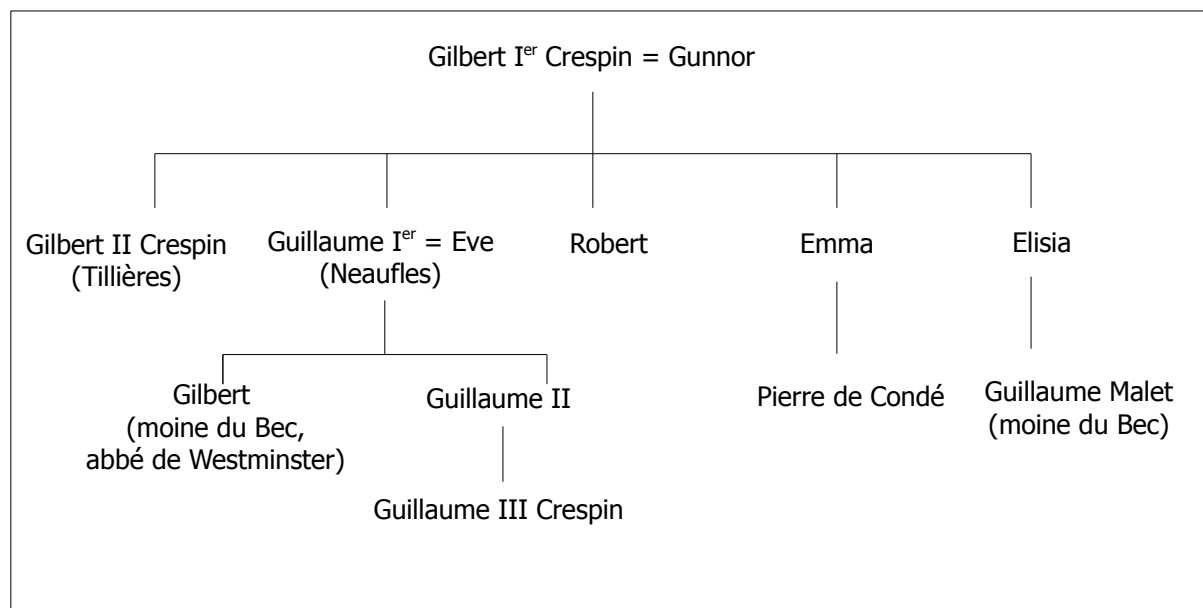 Gilbert Ier Crespin = Gunnor
Gilbert II Crespin
(Tillières)
Guillaume Ier = Eve
(Neaufles)
Robert
Emma
Elisia
Gilbert
(moine du Bec,
abbé de Westminster)
Guillaume II
Pierre de Condé
Guillaume Malet
(moine du Bec)
Guillaume III Crespin